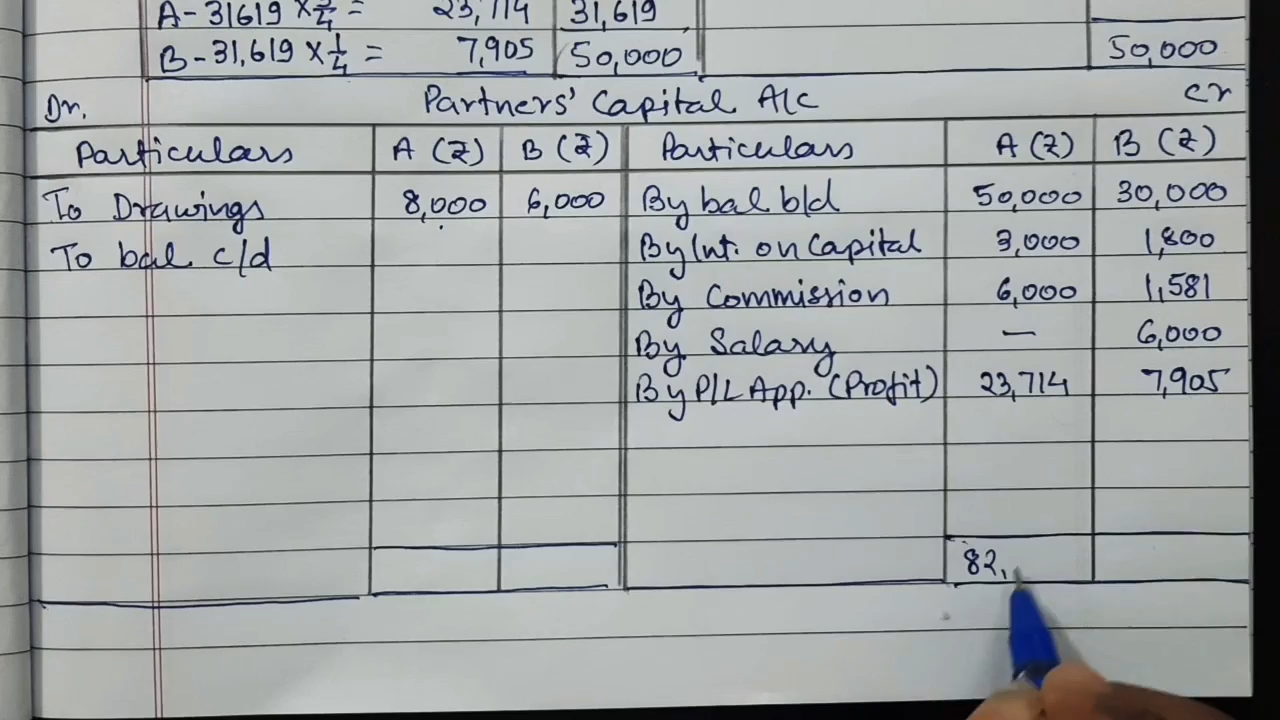 A - 31619 × 3/4 = 23,714 31,619
B - 31,619 × 1/4 = 7,905 50,000 50,000
Dr. Partners' Capital A/c Cr
Particulars A (₹) B (₹) Particulars A (₹) B (₹)
To Drawings 8,000 6,000 By bal b/d 50,000 30,000
To bal c/d By Int. on Capital 3,000 1,800
By Commission 6,000 1,581
By Salary — 6,000
By P/L App. (Profit) 23,714 7,905
82,